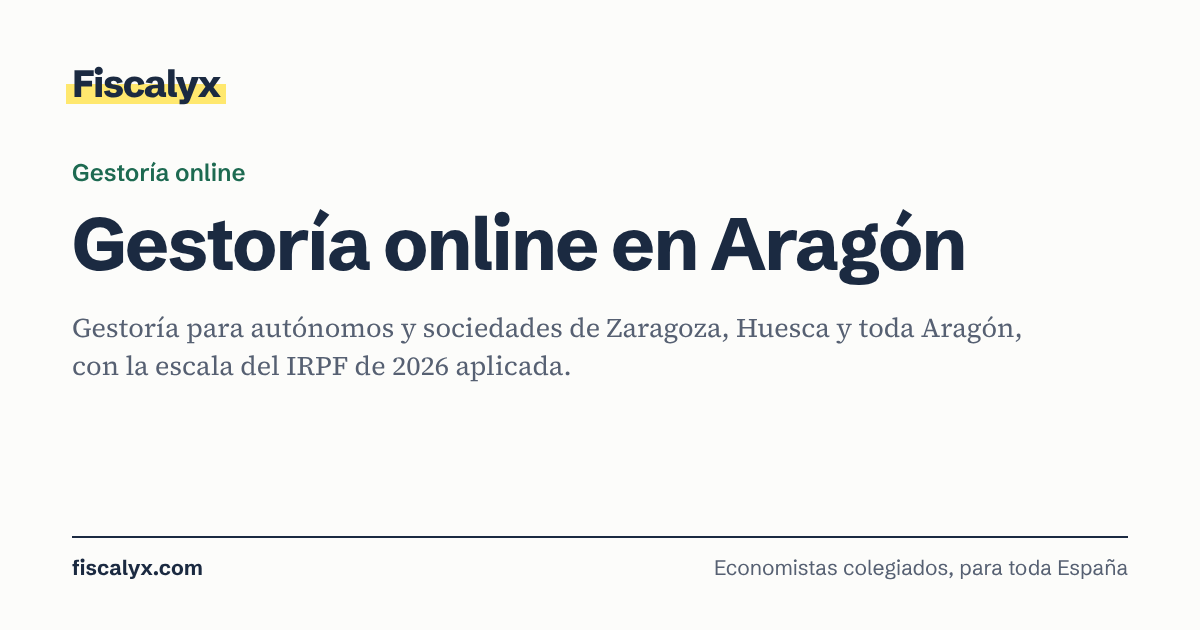 Fiscalyx
Gestoría online
Gestoría online en Aragón
Gestoría para autónomos y sociedades de Zaragoza, Huesca y toda Aragón,
con la escala del IRPF de 2026 aplicada.
fiscalyx.com
Economistas colegiados, para toda España